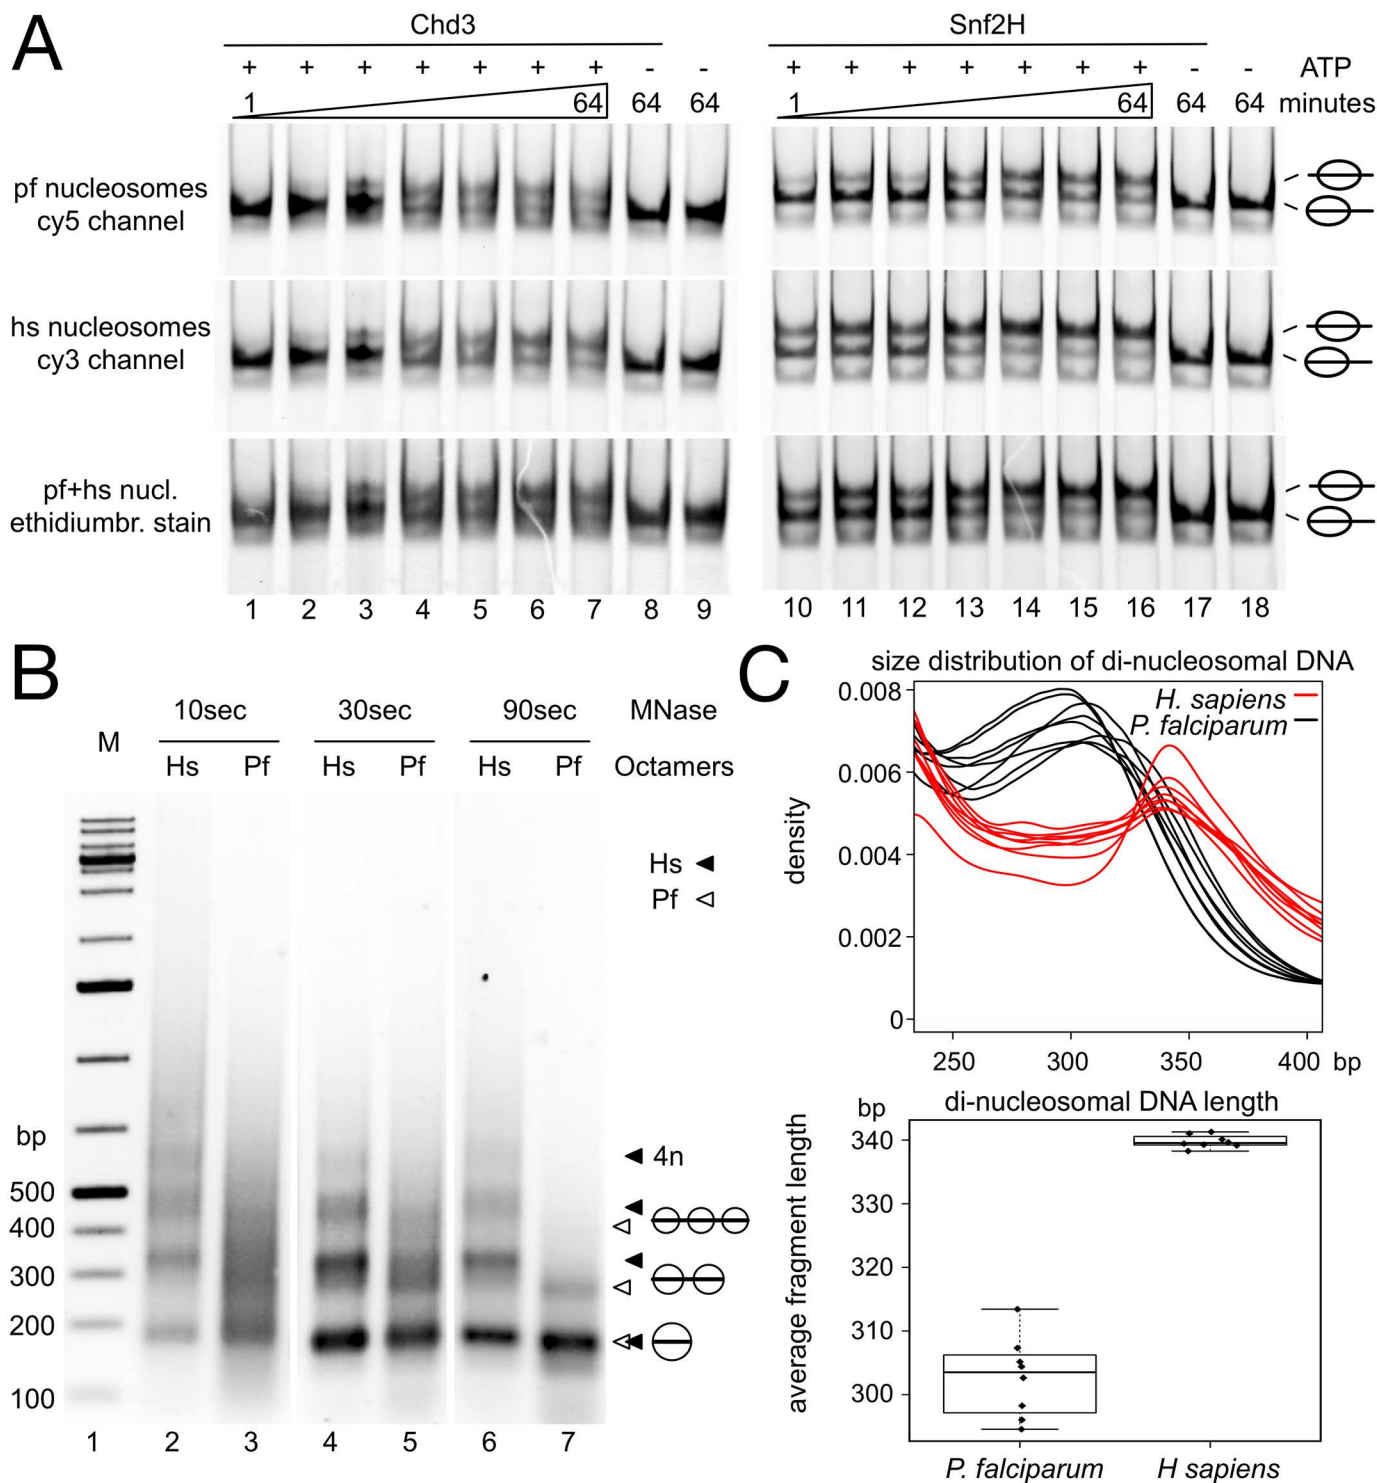 A
Chd3
Snf2H
+ + + + + + + - - + + + + + + + - - ATP
1 64 64 64 1 64 64 64 minutes
pf nucleosomes
cy5 channel
hs nucleosomes
cy3 channel
pf+hs nucl.
ethidiumbr. stain
1 2 3 4 5 6 7 8 9 10 11 12 13 14 15 16 17 18
B
10sec 30sec 90sec MNase
M Hs Pf Hs Pf Hs Pf Octamers
Hs
Pf
bp
500
400
300
200
100
4n
1 2 3 4 5 6 7
C
size distribution of di-nucleosomal DNA
H. sapiens
P. falciparum
density
0.008
0.006
0.004
0.002
0
250 300 350 400 bp
di-nucleosomal DNA length
bp
average fragment length
340
330
320
310
300
P. falciparum H sapiens